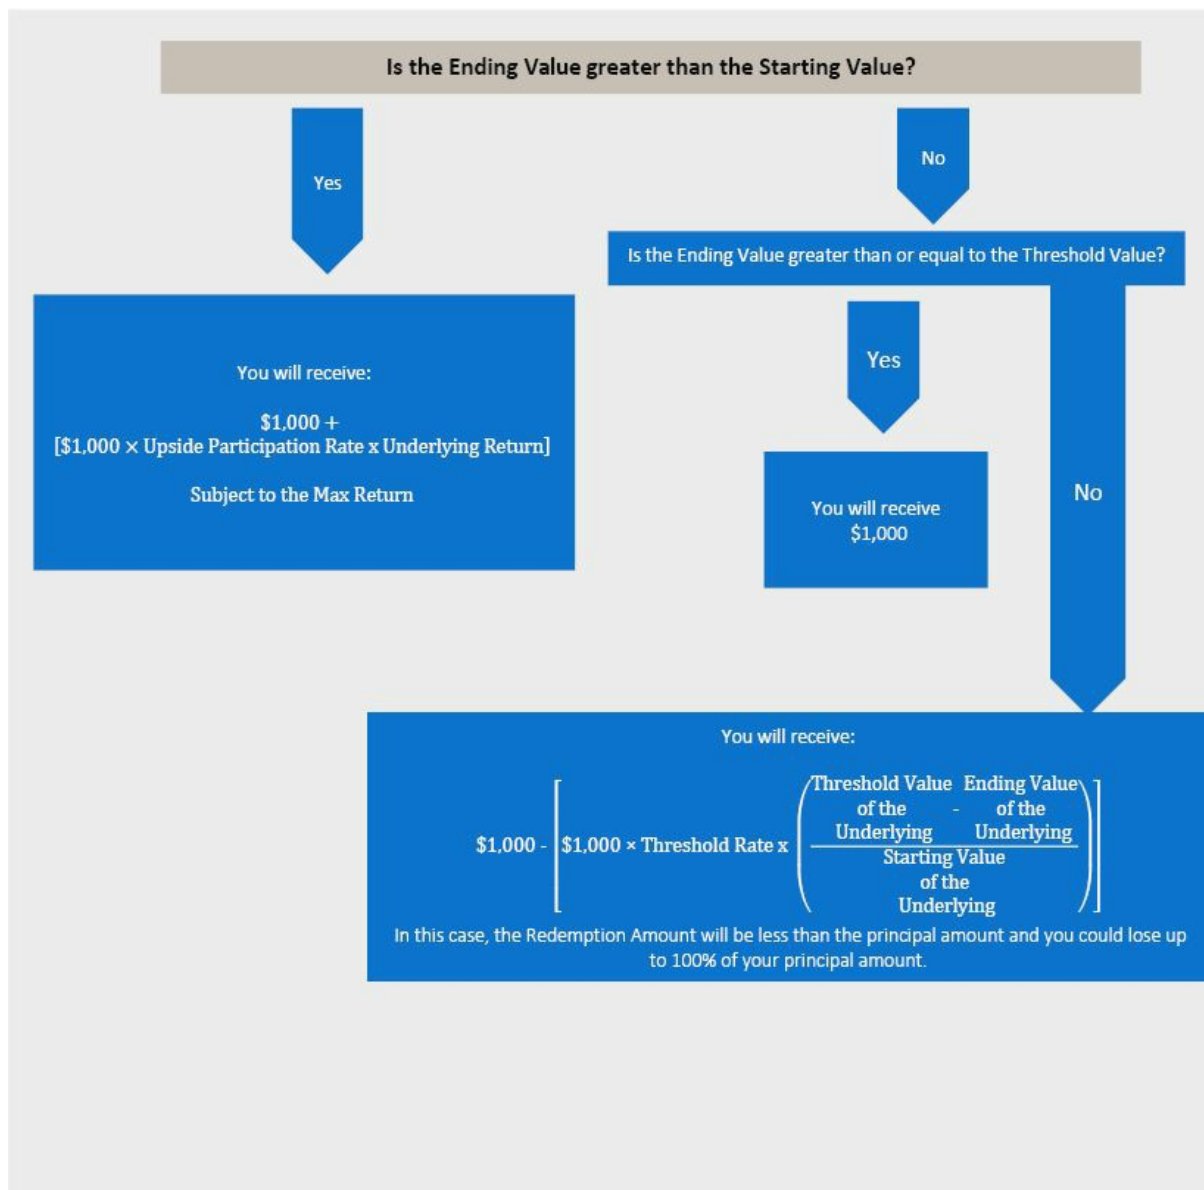 Is the Ending Value greater than the Starting Value?
Yes
No
Is the Ending Value greater than or equal to the Threshold Value?
You will receive:
$1,000 +
[$1,000 × Upside Participation Rate x Underlying Return]
Subject to the Max Return
Yes
You will receive
$1,000
No
You will receive:
$1,000 - [$1,000 × Threshold Rate x (
Threshold Value Ending Value
of the - of the
Underlying Underlying
Starting Value
of the
Underlying
)]
In this case, the Redemption Amount will be less than the principal amount and you could lose up
to 100% of your principal amount.